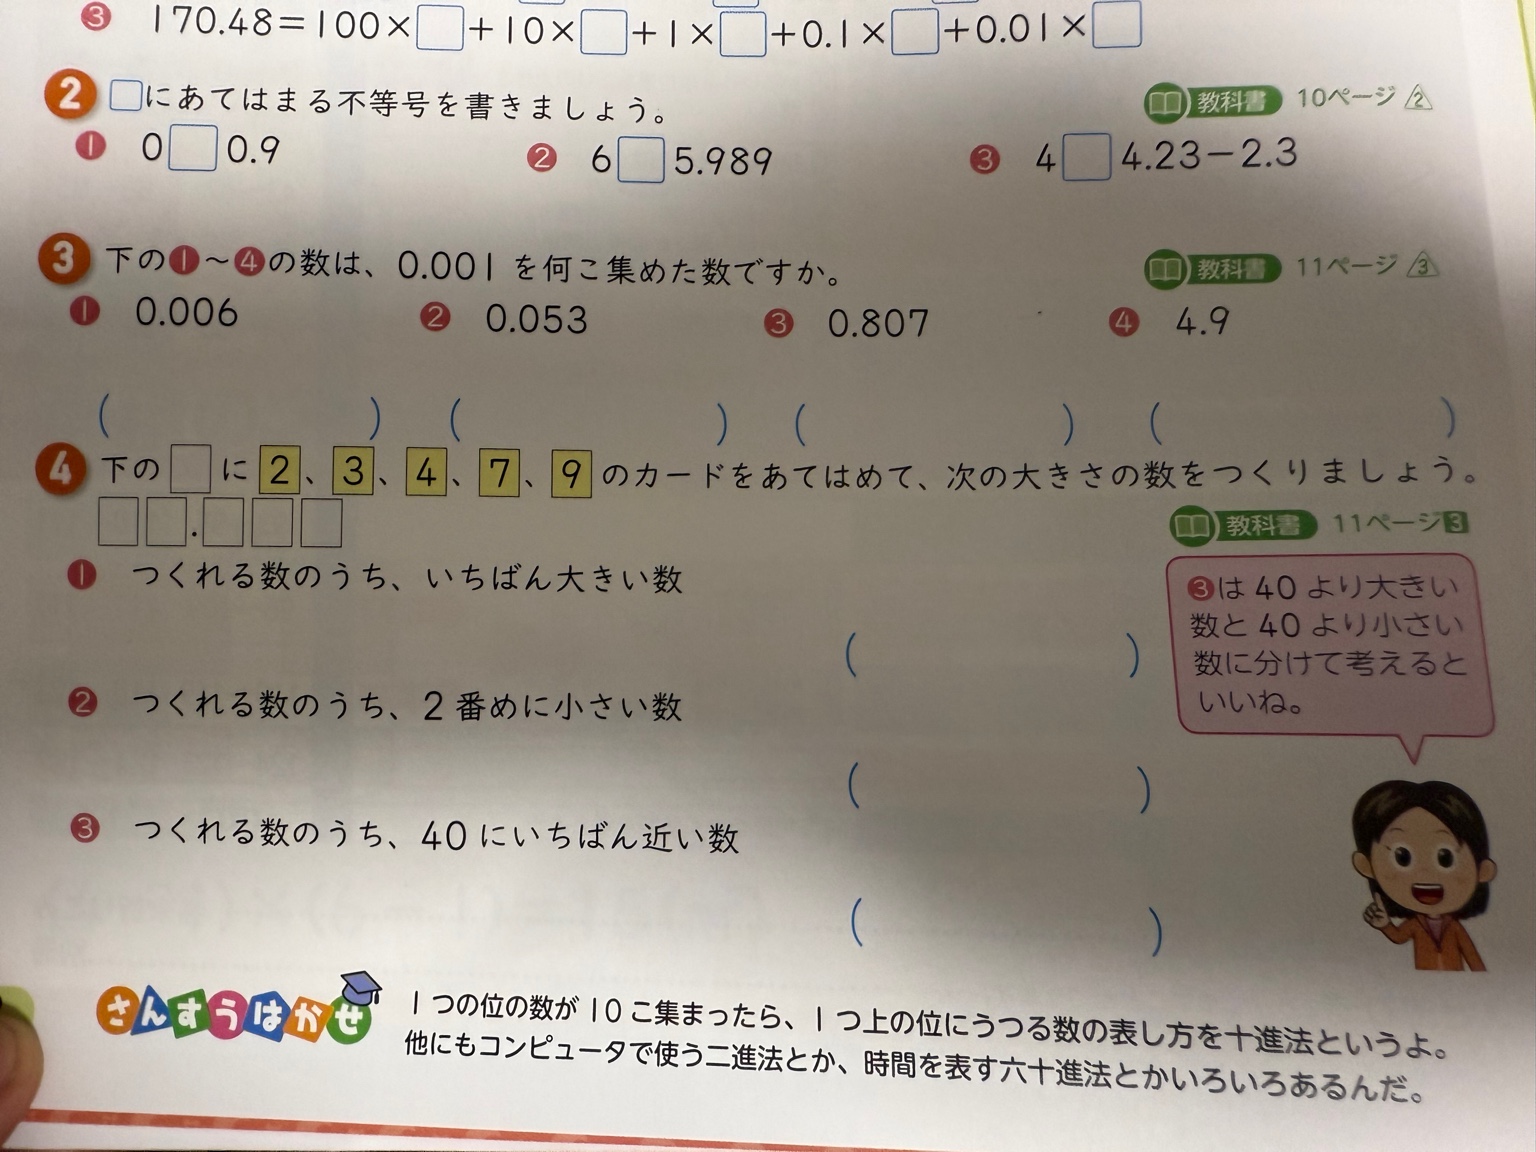 ③ 170.48=100×□+10×□+1×□+0.1×□+0.01×□
2 □にあてはまる不等号を書きましょう。 教科書 10ページ 2
① 0□0.9 ② 6□5.989 ③ 4□4.23−2.3
3 下の①～④の数は、0.001を何こ集めた数ですか。 教科書 11ページ 3
① 0.006 ② 0.053 ③ 0.807 ④ 4.9
( ) ( ) ( ) ( )
4 下の□に2、3、4、7、9のカードをあてはめて、次の大きさの数をつくりましょう。
□□.□□□ 教科書 11ページ3
① つくれる数のうち、いちばん大きい数
( )
② つくれる数のうち、2番めに小さい数
( )
③ つくれる数のうち、40にいちばん近い数
( )
③は40より大きい
数と40より小さい
数に分けて考えると
いいね。
さんすうはかせ
1つの位の数が10こ集まったら、1つ上の位にうつる数の表し方を十進法というよ。
他にもコンピュータで使う二進法とか、時間を表す六十進法とかいろいろあるんだ。